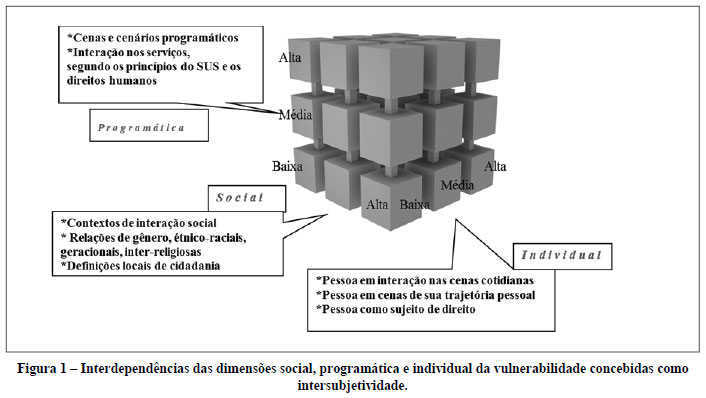 *Cenas e cenários programáticos
*Interação nos serviços,
segundo os princípios do SUS e os
direitos humanos
Programática
Alta
Média
Baixa
Alta
Média
Alta
Baixa
Social
*Contextos de interação social
* Relações de gênero, étnico-raciais,
geracionais, inter-religiosas
*Definições locais de cidadania
Individual
*Pessoa em interação nas cenas cotidianas
*Pessoa em cenas de sua trajetória pessoal
*Pessoa como sujeito de direito
Figura 1 – Interdependências das dimensões social, programática e individual da vulnerabilidade concebidas como
intersubjetividade.